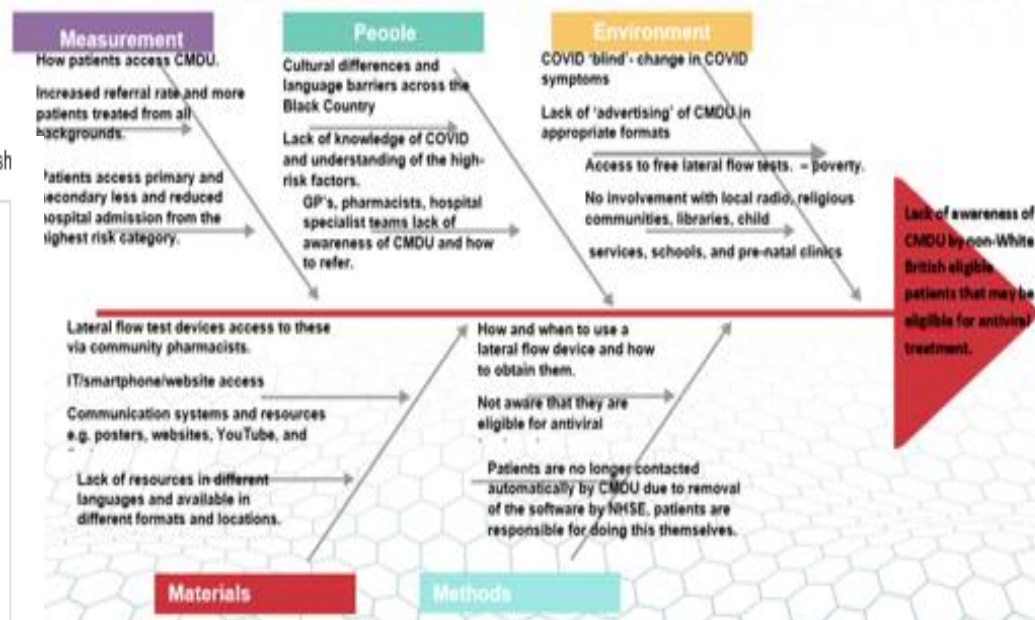 Measurement
How patients access CMDU.
Increased referral rate and more
patients treated from all
backgrounds.
Patients access primary and
secondary less and reduced
hospital admission from the
highest risk category.
People
Cultural differences and
language barriers across the
Black Country
Lack of knowledge of COVID
and understanding of the high-
risk factors.
GP's, pharmacists, hospital
specialist teams lack of
awareness of CMDU and how
to refer.
Environment
COVID 'blind'- change in COVID
symptoms
Lack of 'advertising' of CMDU in
appropriate formats
Access to free lateral flow tests. – poverty.
No involvement with local radio, religious
communities, libraries, child
services, schools, and pre-natal clinics
Lack of awareness of
CMDU by non-White
British eligible
patients that may be
eligible for antiviral
treatment.
Lateral flow test devices access to these
via community pharmacists.
IT/smartphone/website access
Communication systems and resources
e.g. posters, websites, YouTube, and
Lack of resources in different
languages and available in
different formats and locations.
Materials
How and when to use a
lateral flow device and how
to obtain them.
Not aware that they are
eligible for antiviral
Patients are no longer contacted
automatically by CMDU due to removal
of the software by NHSE, patients are
responsible for doing this themselves.
Methods